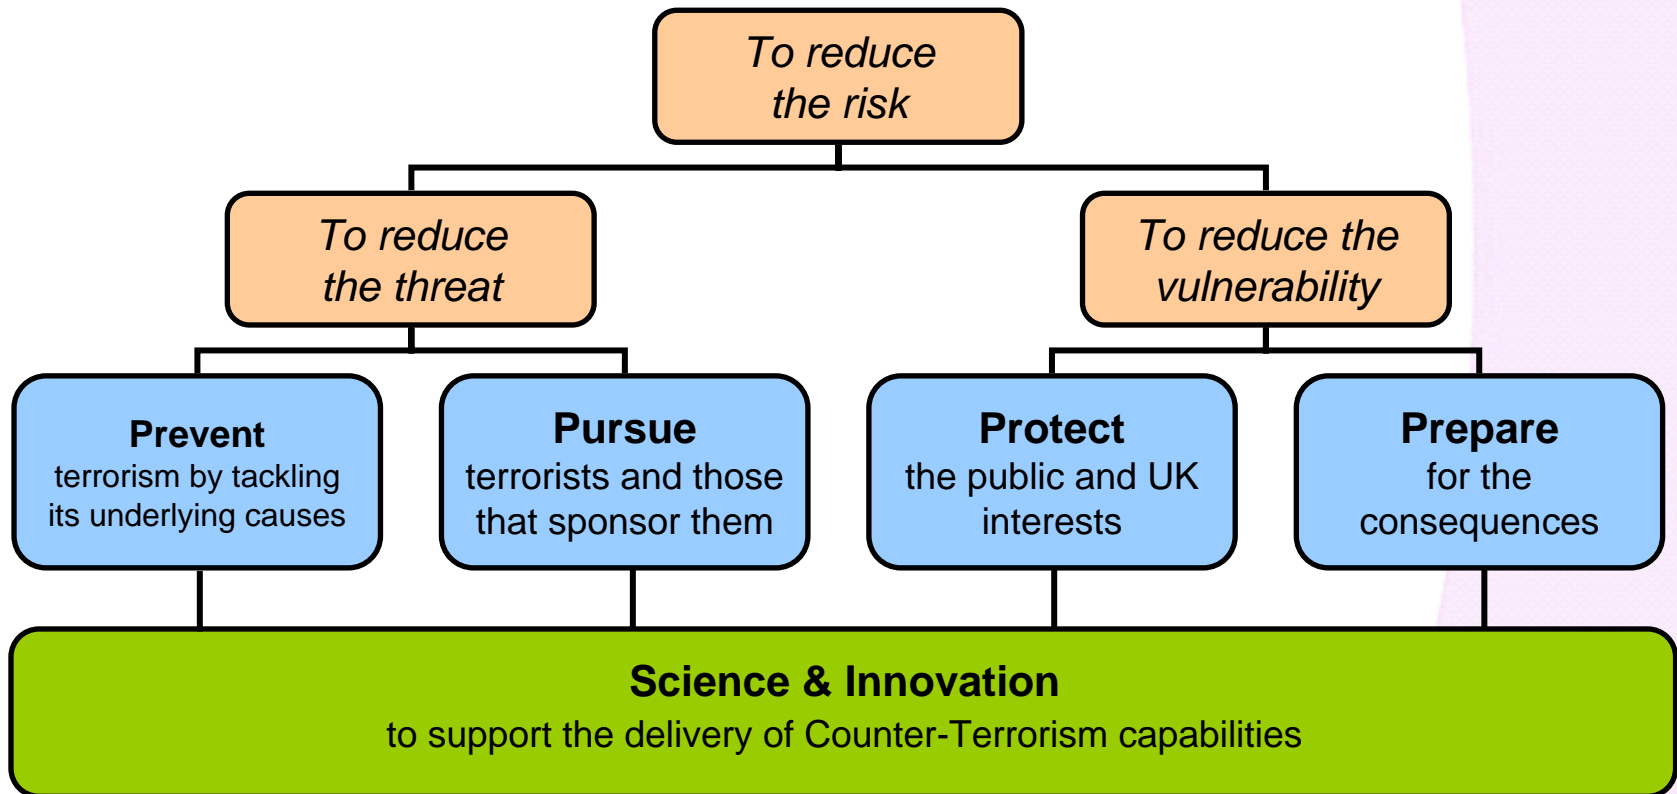 To reduce
the risk
To reduce
the threat
To reduce the
vulnerability
Prevent
terrorism by tackling
its underlying causes
Pursue
terrorists and those
that sponsor them
Protect
the public and UK
interests
Prepare
for the
consequences
Science & Innovation
to support the delivery of Counter-Terrorism capabilities